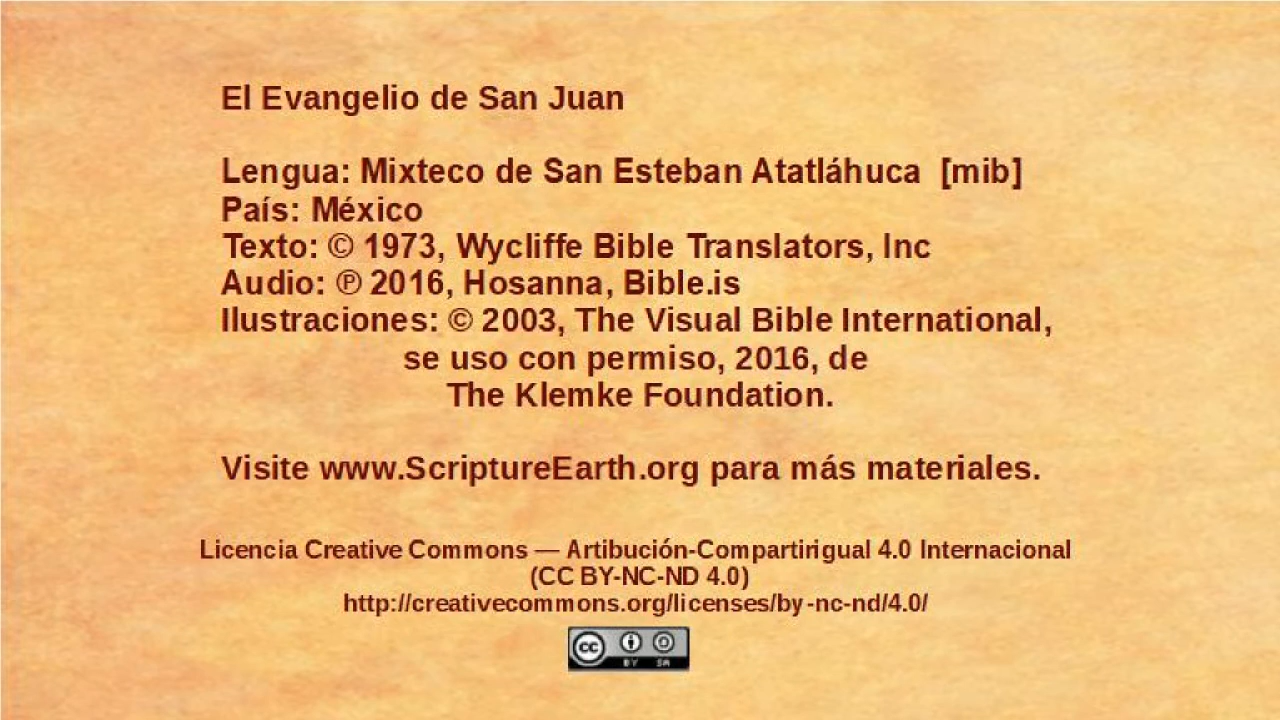 El Evangelio de San Juan
Lengua: Mixteco de San Esteban Atatláhuca [mib]
País: México
Texto: © 1973, Wycliffe Bible Translators, Inc
Audio: ℗ 2016, Hosanna, Bible.is
Ilustraciones: © 2003, The Visual Bible International,
se uso con permiso, 2016, de
The Klemke Foundation.
Visite www.ScriptureEarth.org para más materiales.
Licencia Creative Commons — Artibución-Compartirigual 4.0 Internacional
(CC BY-NC-ND 4.0)
http://creativecommons.org/licenses/by-nc-nd/4.0/
cc BY SA